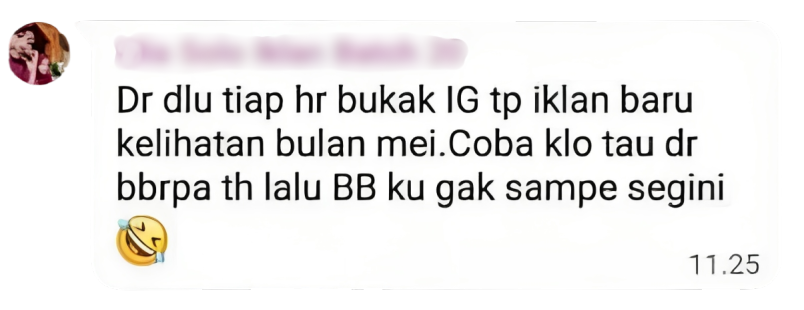 Dr dlu tiap hr bukak IG tp iklan baru
kelihatan bulan mei.Coba klo tau dr
bbrpa th lalu BB ku gak sampe segini
🤣
11.25